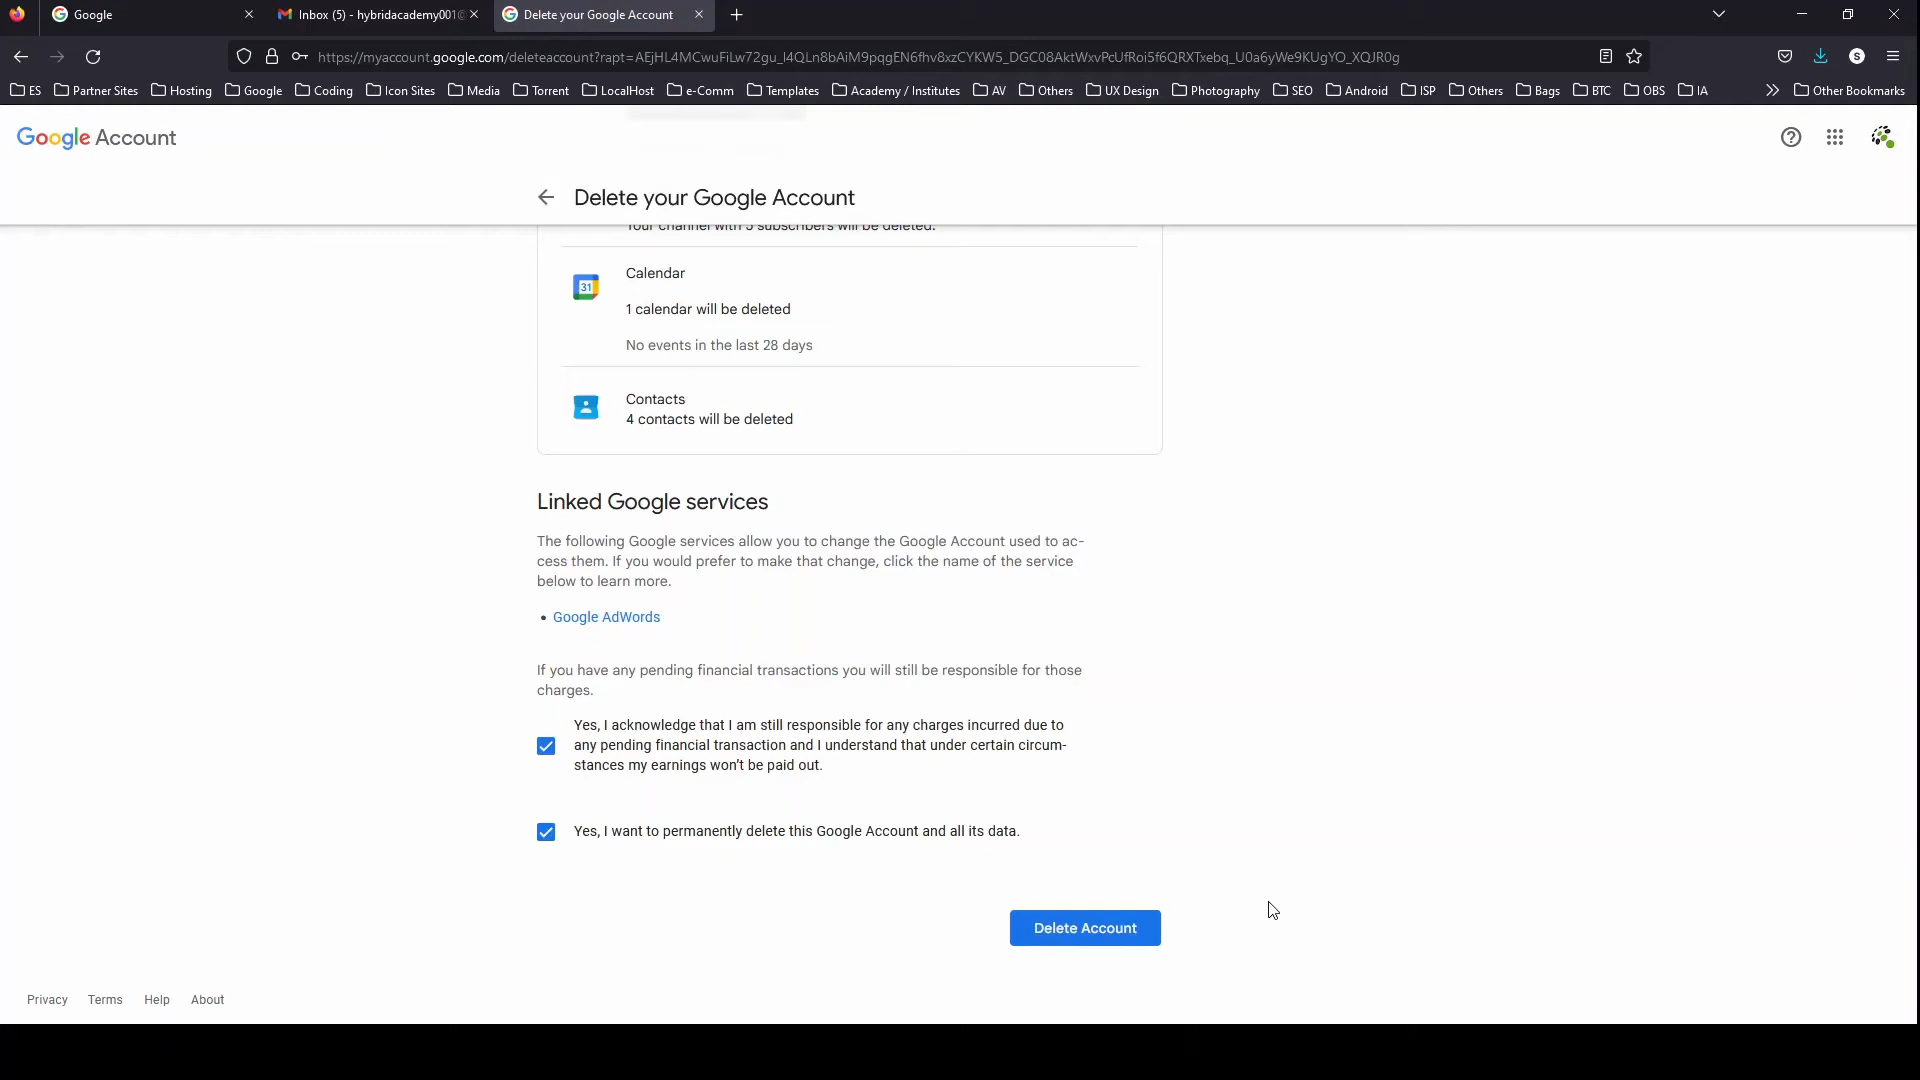 Google
Inbox (5) - hybridacademy001@
Delete your Google Account
https://myaccount.google.com/deleteaccount?rapt=AEjHL4MCwuFiLw72gu_l4QLn8bAiM9pqgEN6fhv8xzCYKW5_DGC08AktWxvPcUfRoi5f6QRXTxebq_U0a6yWe9KUgYO_XQJR0g
S
ES
Partner Sites
Hosting
Google
Coding
Icon Sites
Media
Torrent
LocalHost
e-Comm
Templates
Academy / Institutes
AV
Others
UX Design
Photography
SEO
Android
ISP
Others
Bags
BTC
OBS
IA
Other Bookmarks
Google Account
Delete your Google Account
Your channel with 5 subscribers will be deleted.
31
Calendar
1 calendar will be deleted
No events in the last 28 days
Contacts
4 contacts will be deleted
Linked Google services
The following Google services allow you to change the Google Account used to ac-
cess them. If you would prefer to make that change, click the name of the service
below to learn more.
• Google AdWords
If you have any pending financial transactions you will still be responsible for those
charges.
Yes, I acknowledge that I am still responsible for any charges incurred due to
any pending financial transaction and I understand that under certain circum-
stances my earnings won't be paid out.
Yes, I want to permanently delete this Google Account and all its data.
Delete Account
Privacy
Terms
Help
About